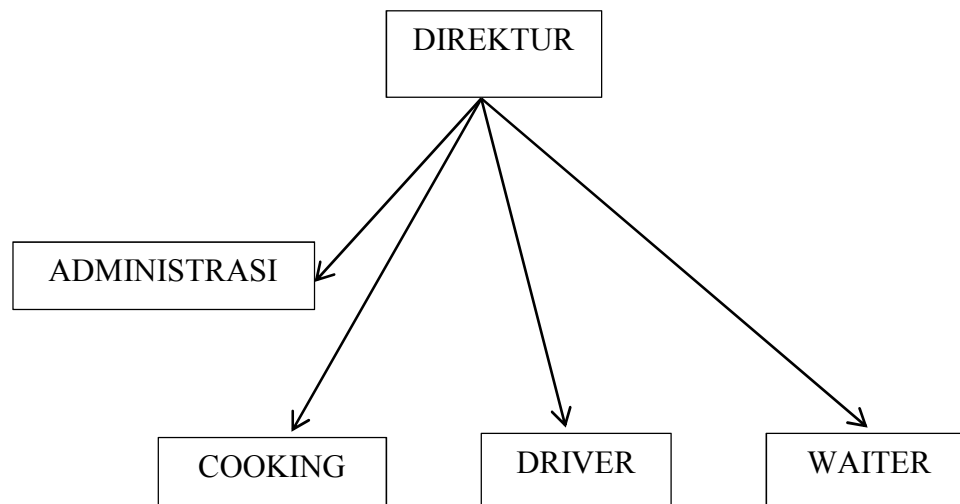 DIREKTUR
ADMINISTRASI
COOKING
DRIVER
WAITER